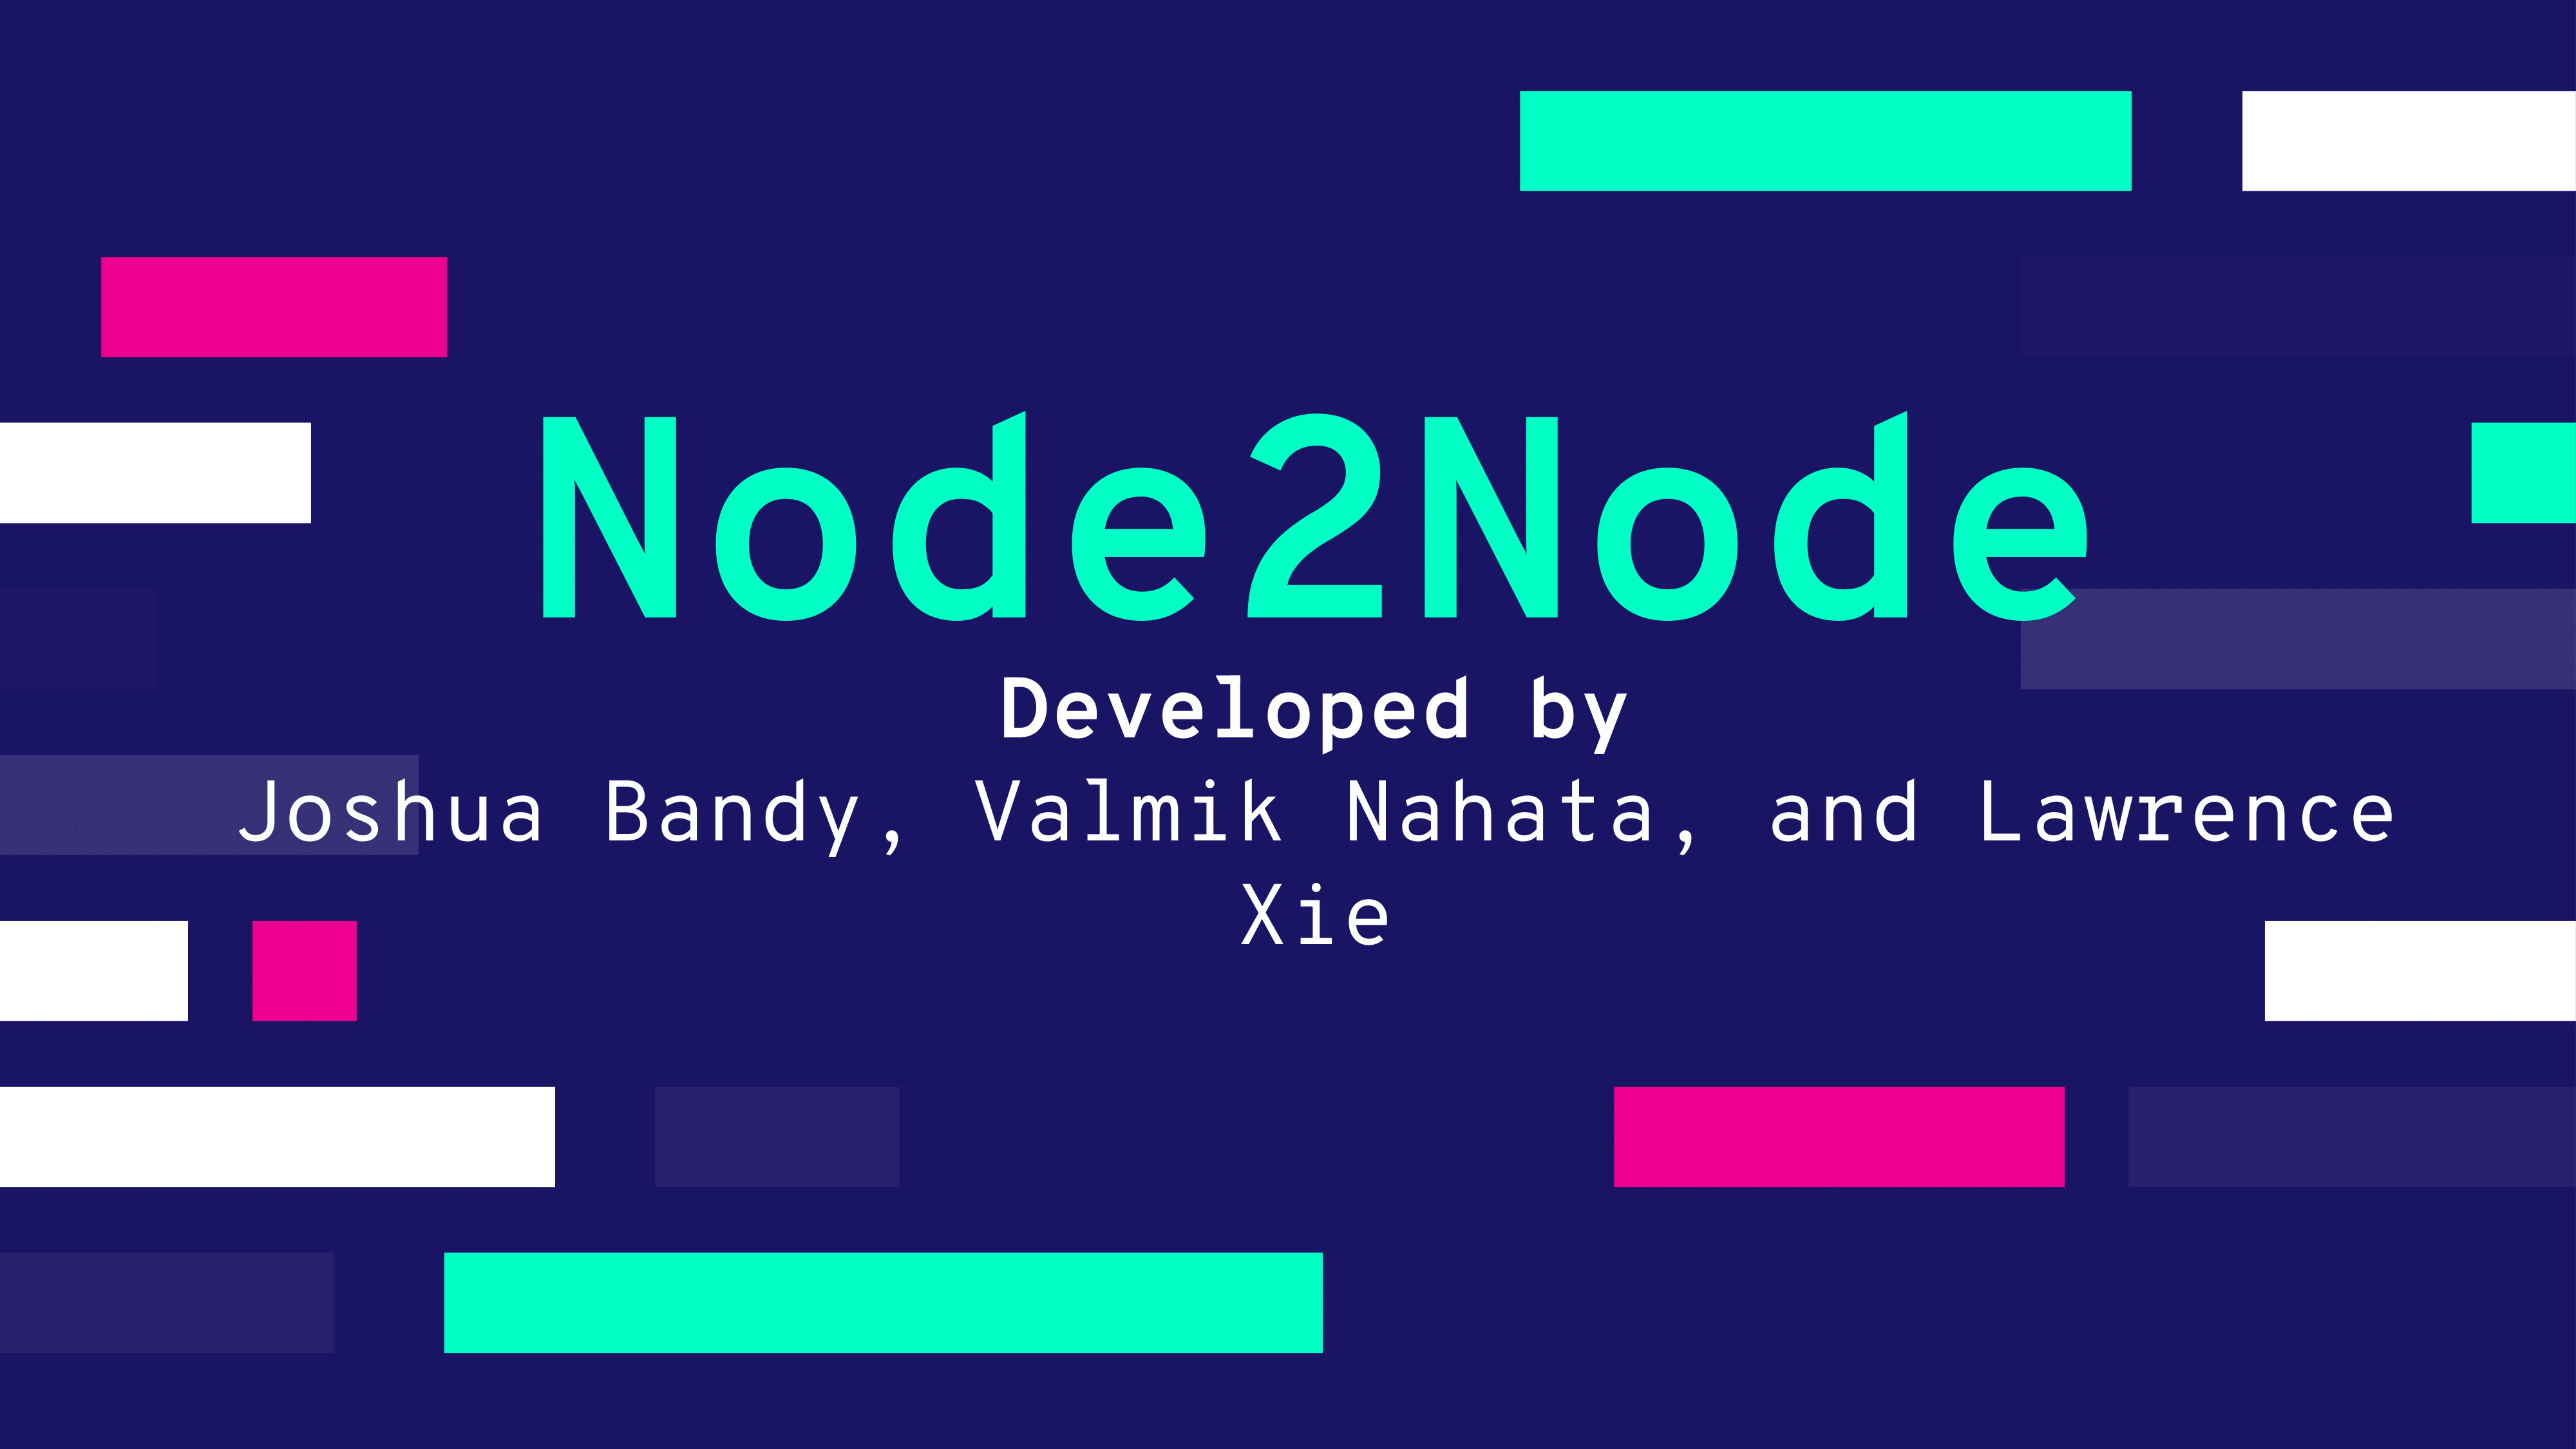 Node2Node
Developed by
Joshua Bandy, Valmik Nahata, and Lawrence
Xie